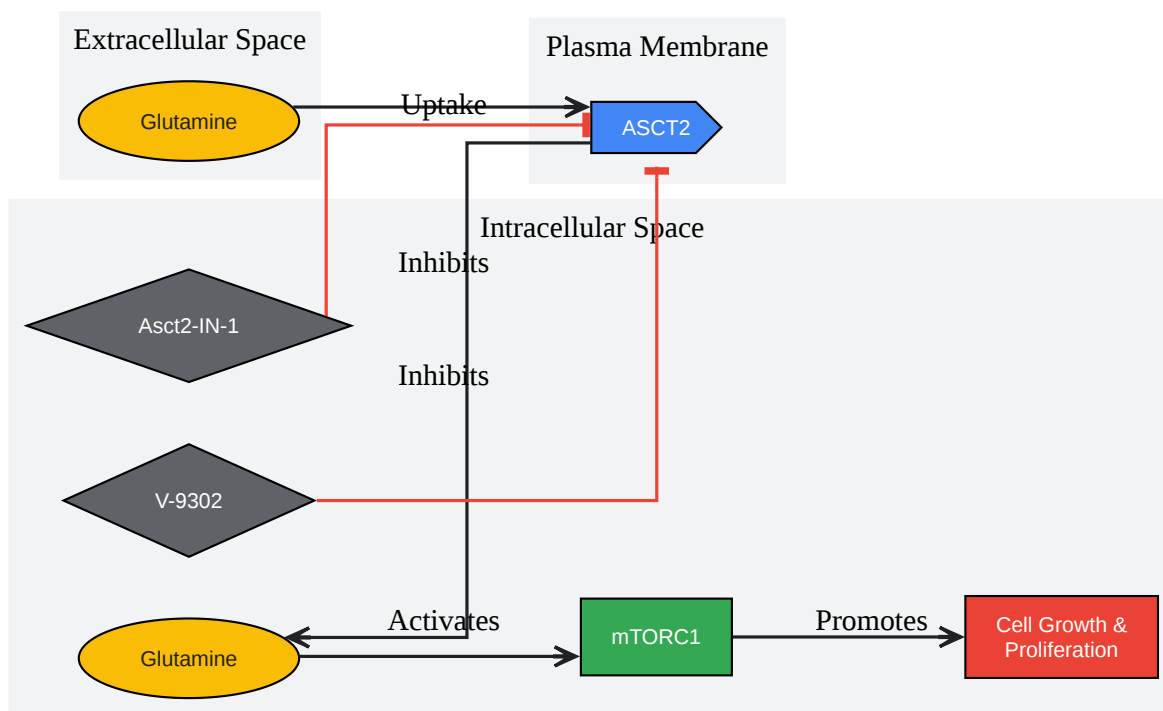 Extracellular Space
Plasma Membrane
Glutamine
Uptake
ASCT2
Intracellular Space
Inhibits
Asct2-IN-1
Inhibits
V-9302
Glutamine
Activates
mTORC1
Promotes
Cell Growth &
Proliferation